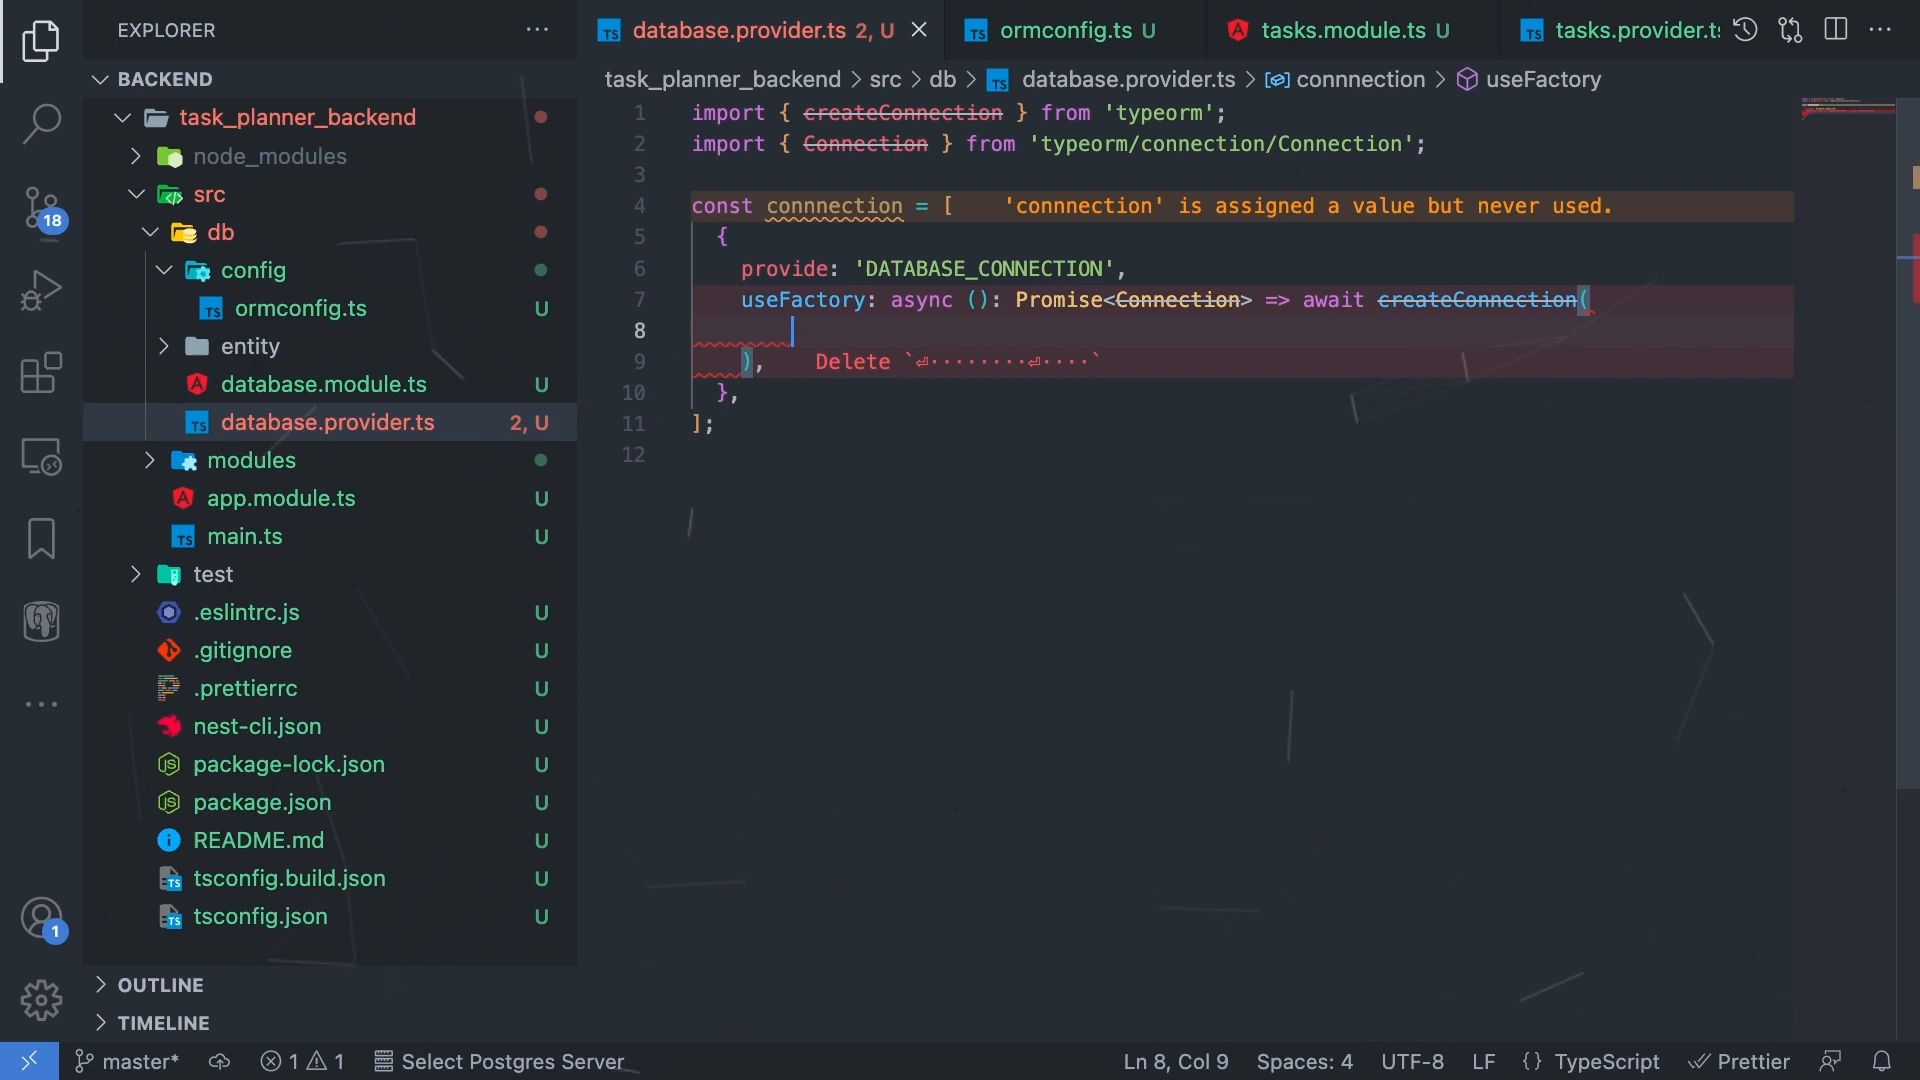 EXPLORER
BACKEND
task_planner_backend
node_modules
src
db
config
ormconfig.ts U
entity
database.module.ts U
database.provider.ts 2, U
modules
app.module.ts U
main.ts U
test
.eslintrc.js U
.gitignore U
.prettierrc U
nest-cli.json U
package-lock.json U
package.json U
README.md U
tsconfig.build.json U
tsconfig.json U
OUTLINE
TIMELINE
18
1
database.provider.ts 2, U
ormconfig.ts U
tasks.module.ts U
tasks.provider.ts
task_planner_backend > src > db > TS database.provider.ts > connnection > useFactory
1 import { createConnection } from 'typeorm';
2 import { Connection } from 'typeorm/connection/Connection';
3
4 const connnection = [ 'connnection' is assigned a value but never used.
5 {
6 provide: 'DATABASE_CONNECTION',
7 useFactory: async (): Promise<Connection> => await createConnection(
8
9 ), Delete `⏎········⏎····`
10 },
11 ];
12
master* 1 1 Select Postgres Server Ln 8, Col 9 Spaces: 4 UTF-8 LF {} TypeScript Prettier